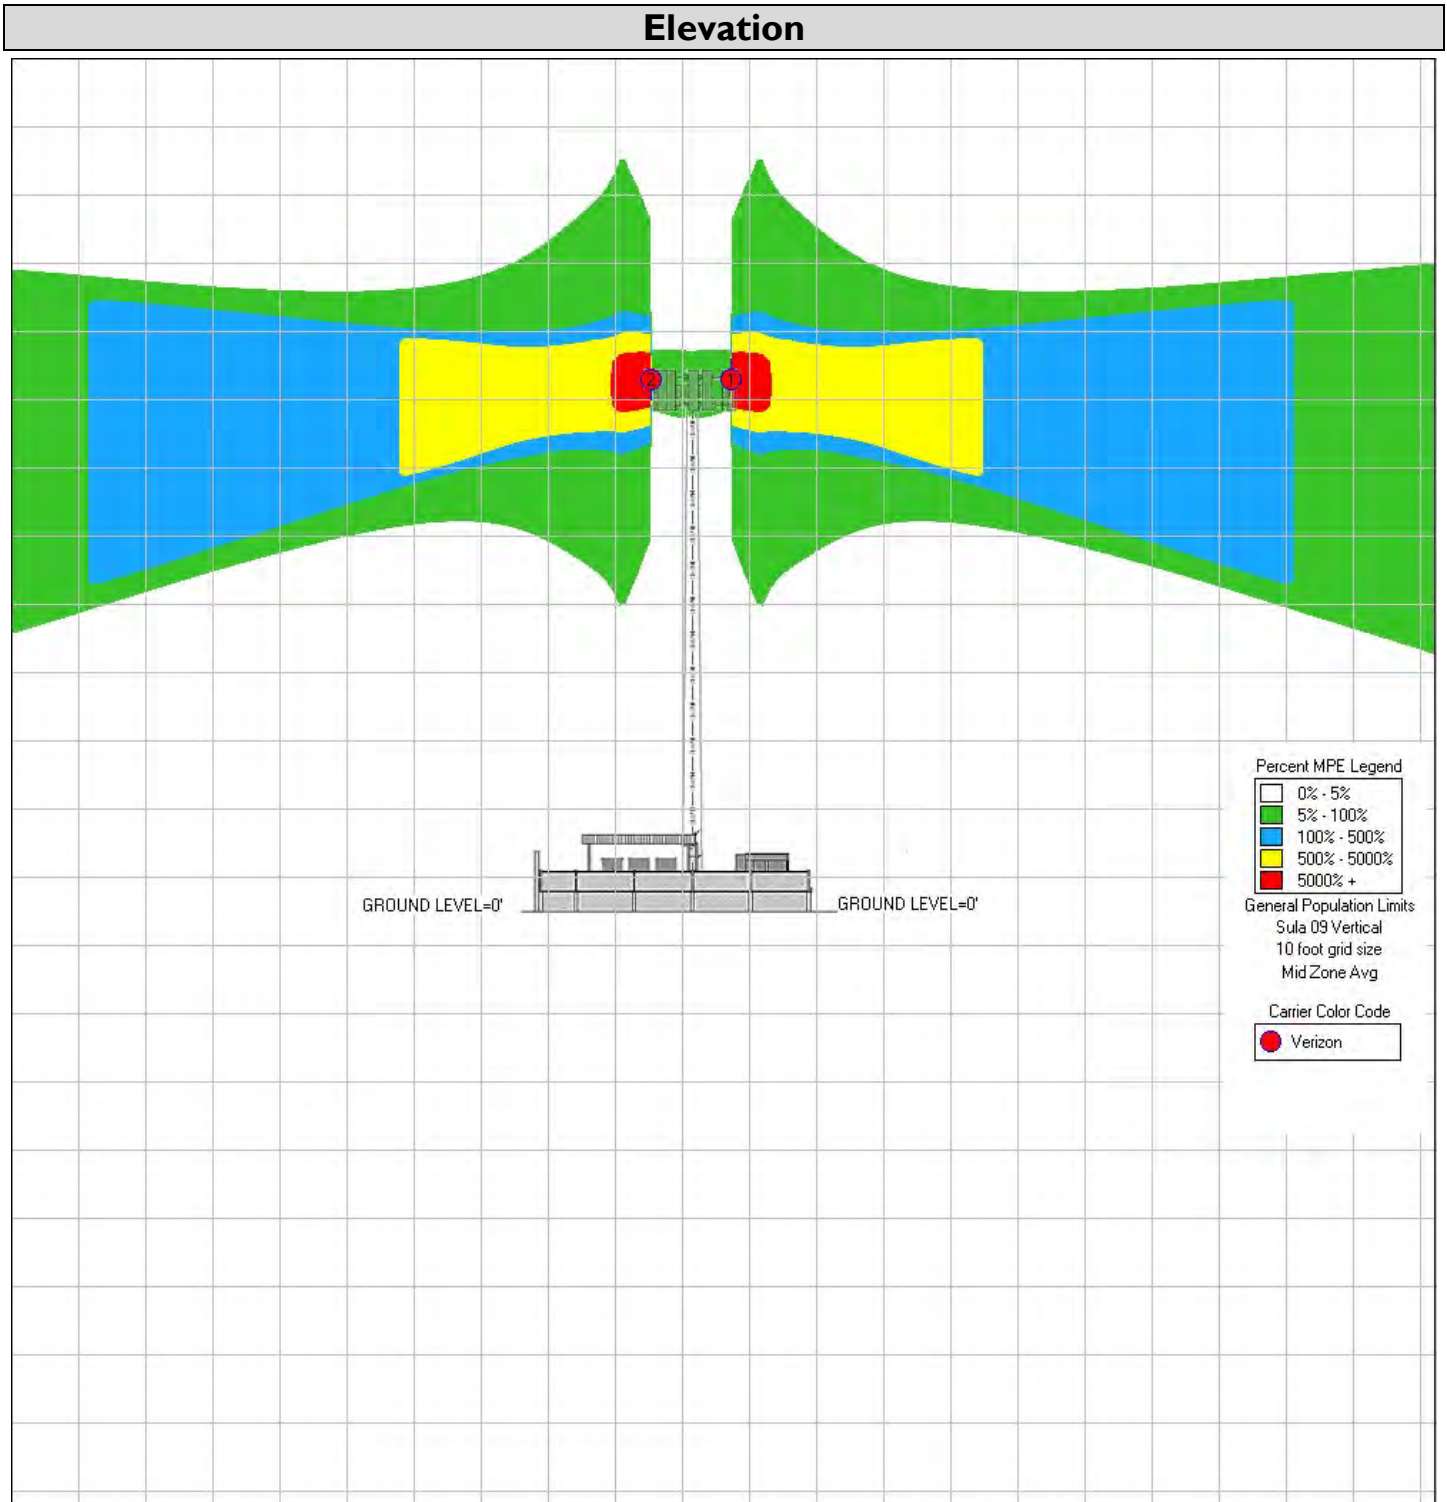 Elevation
2
1
GROUND LEVEL=0'
GROUND LEVEL=0'
Percent MPE Legend
0% - 5%
5% - 100%
100% - 500%
500% - 5000%
5000% +
General Population Limits
Sula 09 Vertical
10 foot grid size
Mid Zone Avg
Carrier Color Code
Verizon